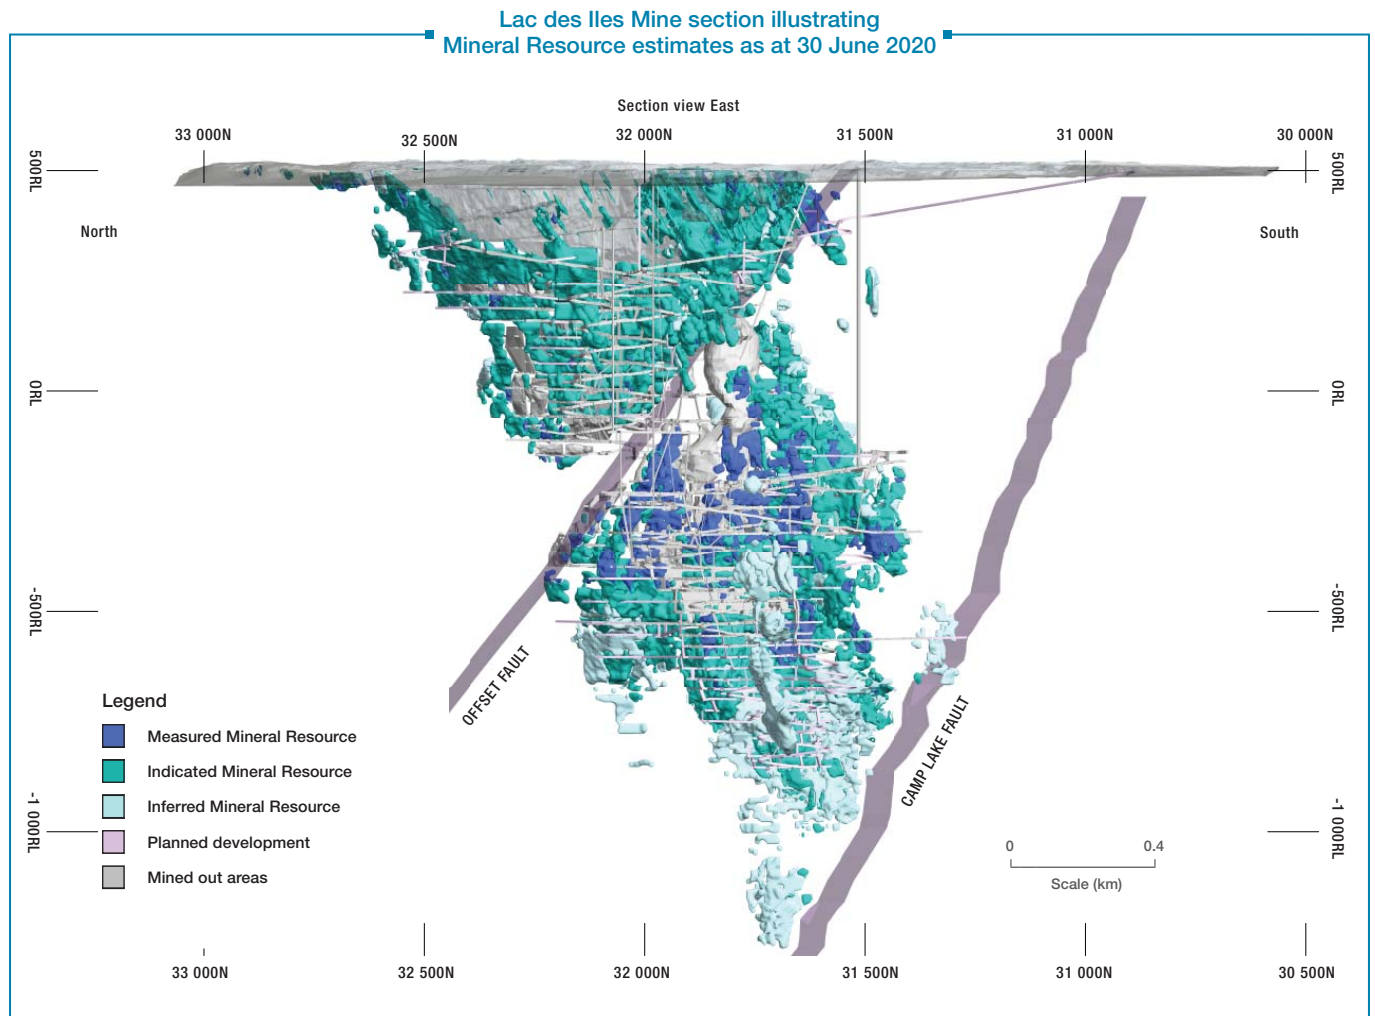 Lac des Iles Mine section illustrating
Mineral Resource estimates as at 30 June 2020
Section view East
33 000N
32 500N
32 000N
31 500N
31 000N
30 000N
500RL
500RL
North
South
0RL
0RL
-500RL
-500RL
OFFSET FAULT
CAMP LAKE FAULT
Legend
Measured Mineral Resource
Indicated Mineral Resource
Inferred Mineral Resource
Planned development
Mined out areas
-1 000RL
-1 000RL
0
0.4
Scale (km)
33 000N
32 500N
32 000N
31 500N
31 000N
30 500N